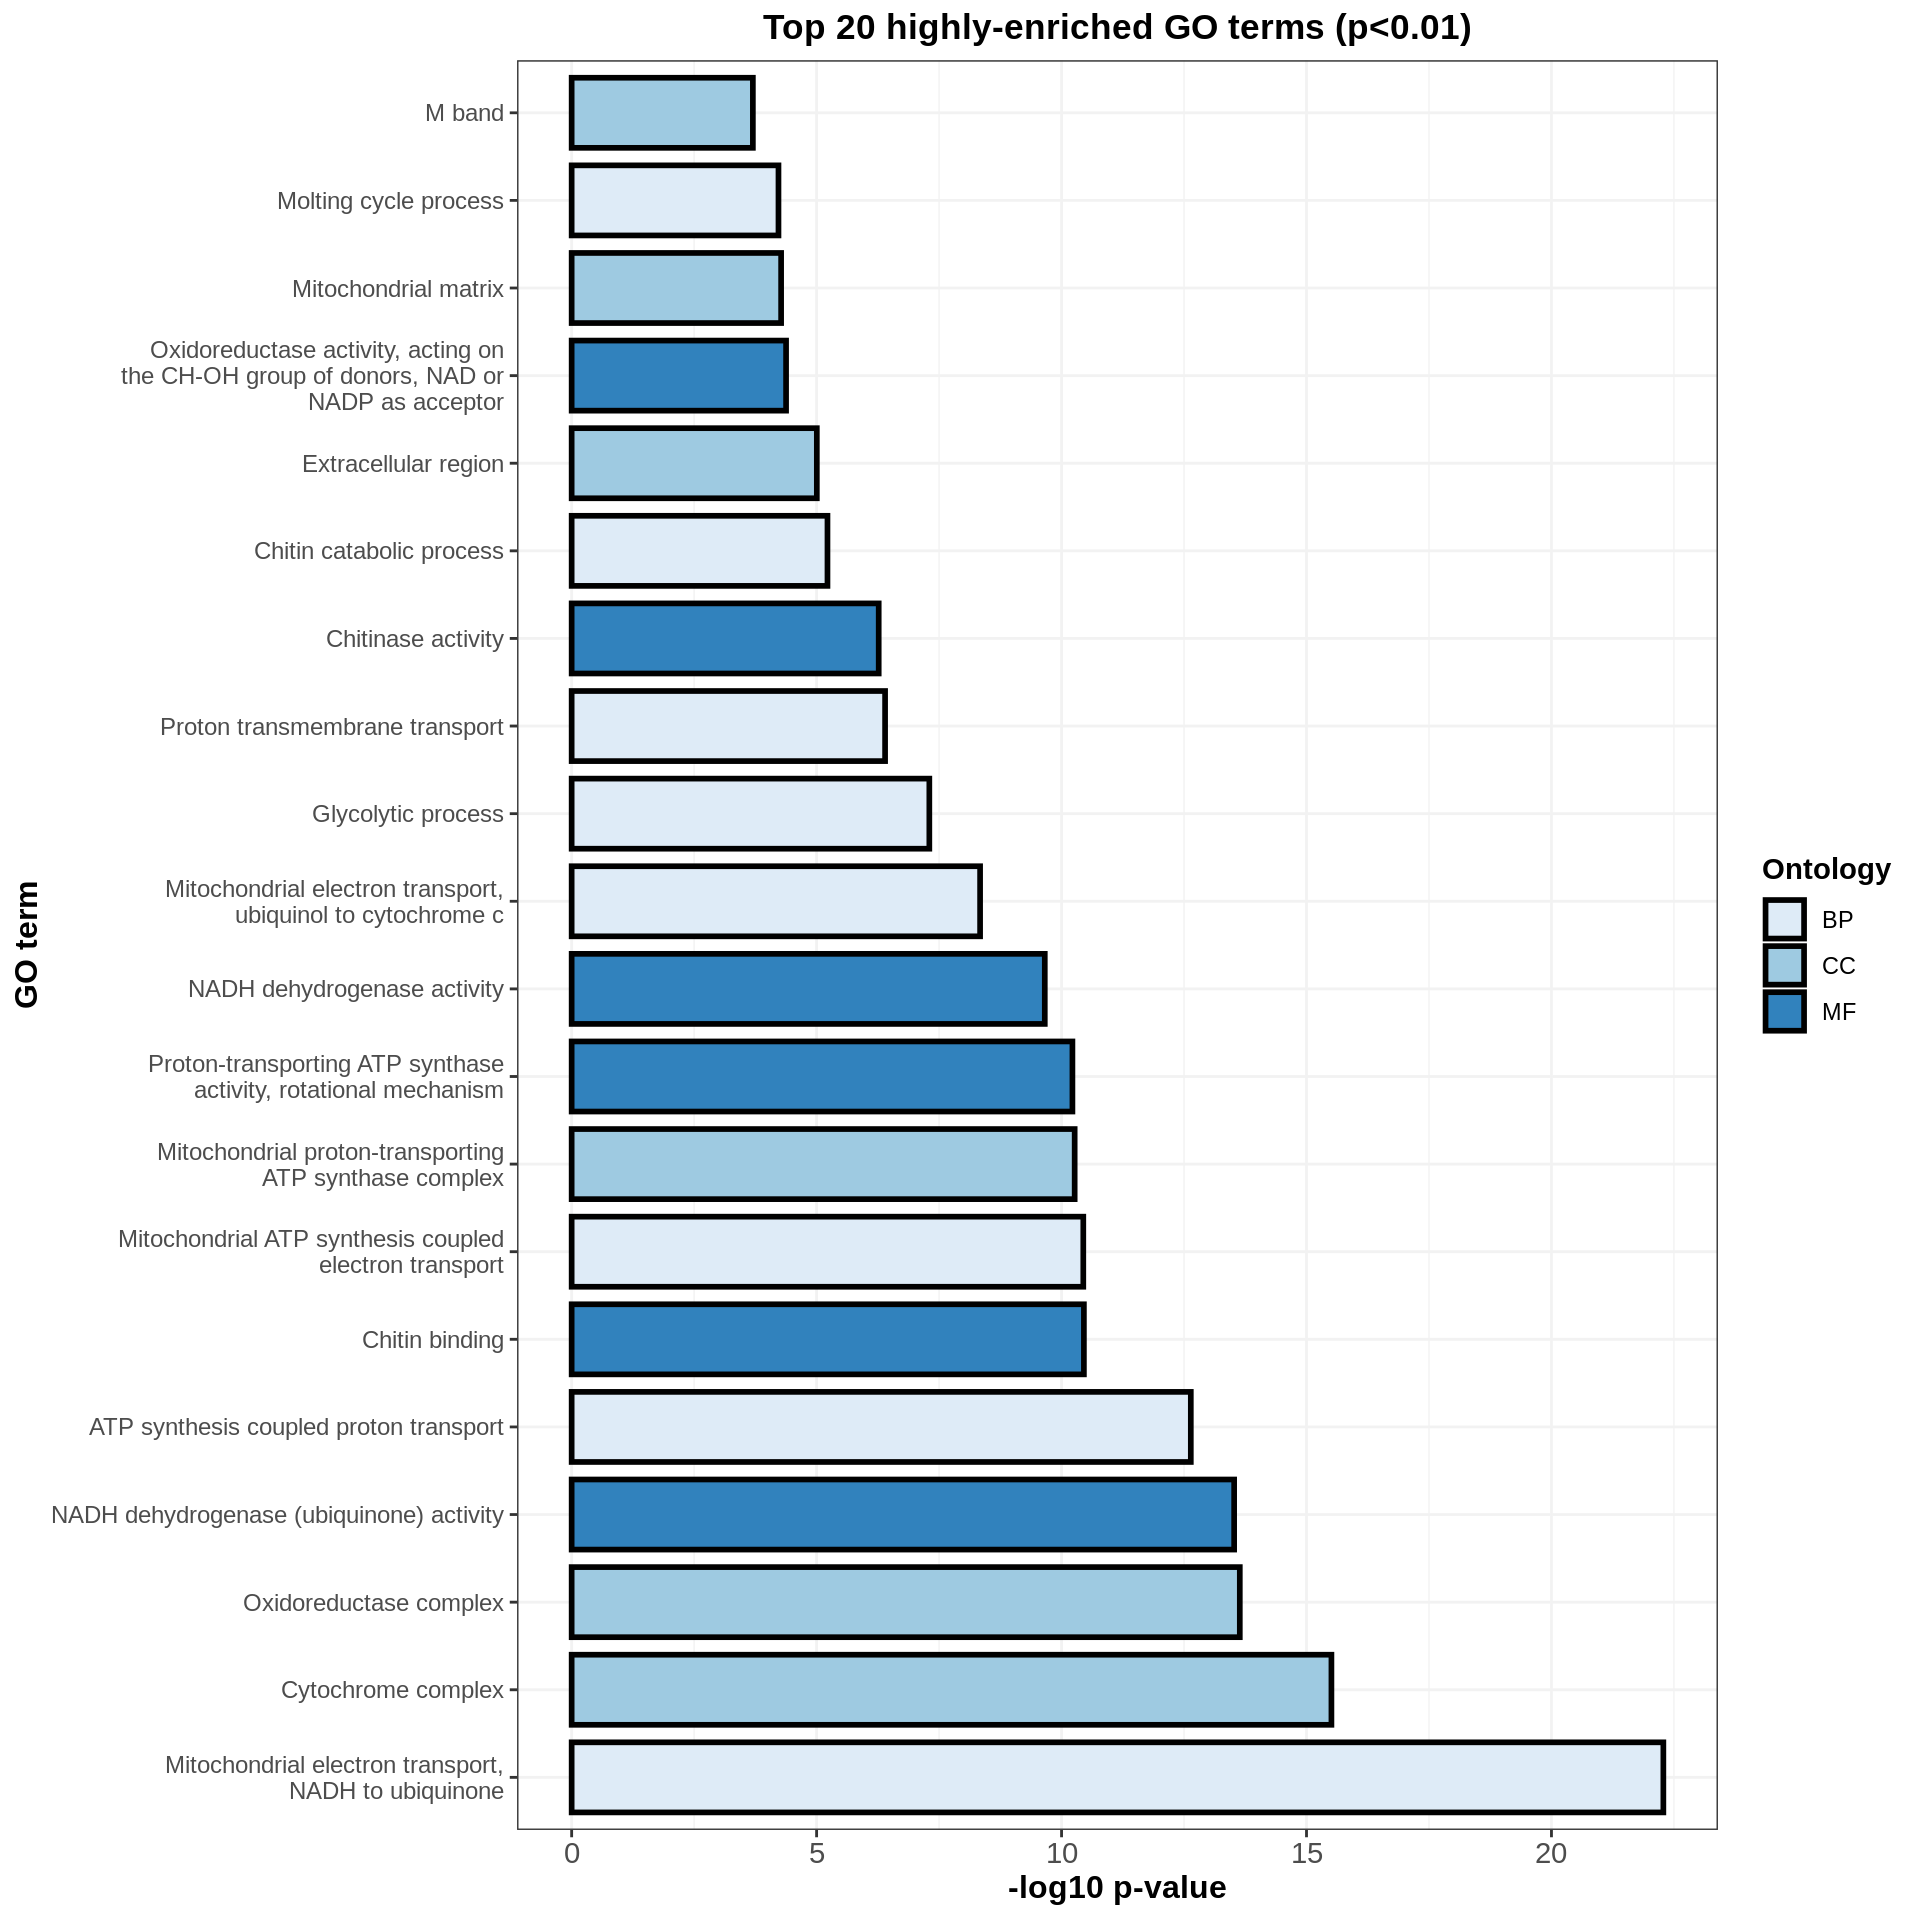 Top 20 highly-enriched GO terms (p<0.01)
M band
Molting cycle process
Mitochondrial matrix
Oxidoreductase activity, acting on
the CH-OH group of donors, NAD or
NADP as acceptor
Extracellular region
Chitin catabolic process
Chitinase activity
Proton transmembrane transport
Glycolytic process
Mitochondrial electron transport,
ubiquinol to cytochrome c
NADH dehydrogenase activity
Proton-transporting ATP synthase
activity, rotational mechanism
Mitochondrial proton-transporting
ATP synthase complex
Mitochondrial ATP synthesis coupled
electron transport
Chitin binding
ATP synthesis coupled proton transport
NADH dehydrogenase (ubiquinone) activity
Oxidoreductase complex
Cytochrome complex
Mitochondrial electron transport,
NADH to ubiquinone
GO term
0 5 10 15 20
-log10 p-value
Ontology
BP
CC
MF